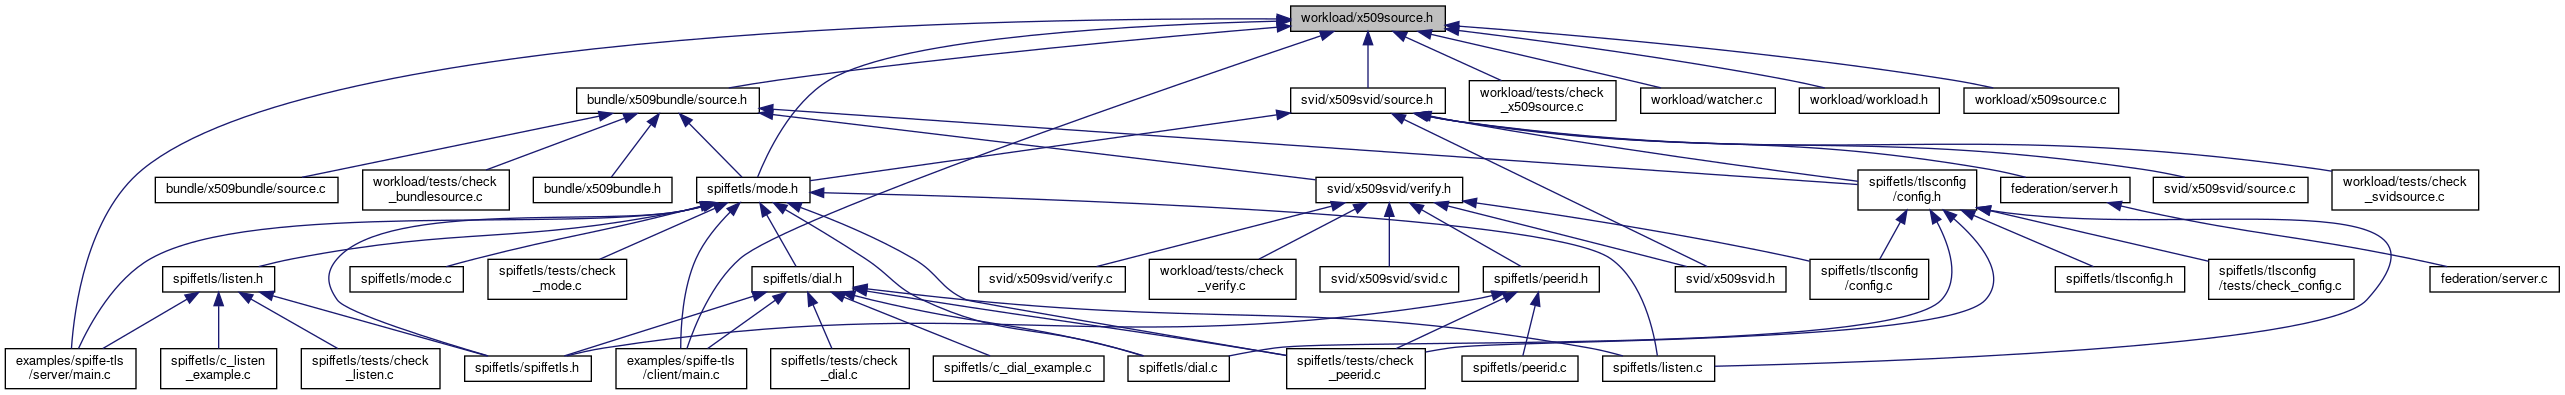 workload/x509source.h
bundle/x509bundle/source.h
svid/x509svid/source.h
workload/tests/check
_x509source.c
workload/watcher.c
workload/workload.h
workload/x509source.c
bundle/x509bundle/source.c
workload/tests/check
_bundlesource.c
bundle/x509bundle.h
spiffetls/mode.h
svid/x509svid/verify.h
spiffetls/tlsconfig
/config.h
federation/server.h
svid/x509svid/source.c
workload/tests/check
_svidsource.c
spiffetls/listen.h
spiffetls/mode.c
spiffetls/tests/check
_mode.c
spiffetls/dial.h
svid/x509svid/verify.c
workload/tests/check
_verify.c
svid/x509svid/svid.c
spiffetls/peerid.h
svid/x509svid.h
spiffetls/tlsconfig
/config.c
spiffetls/tlsconfig.h
spiffetls/tlsconfig
/tests/check_config.c
federation/server.c
examples/spiffe-tls
/server/main.c
spiffetls/c_listen
_example.c
spiffetls/tests/check
_listen.c
spiffetls/spiffetls.h
examples/spiffe-tls
/client/main.c
spiffetls/tests/check
_dial.c
spiffetls/c_dial_example.c
spiffetls/dial.c
spiffetls/tests/check
_peerid.c
spiffetls/peerid.c
spiffetls/listen.c